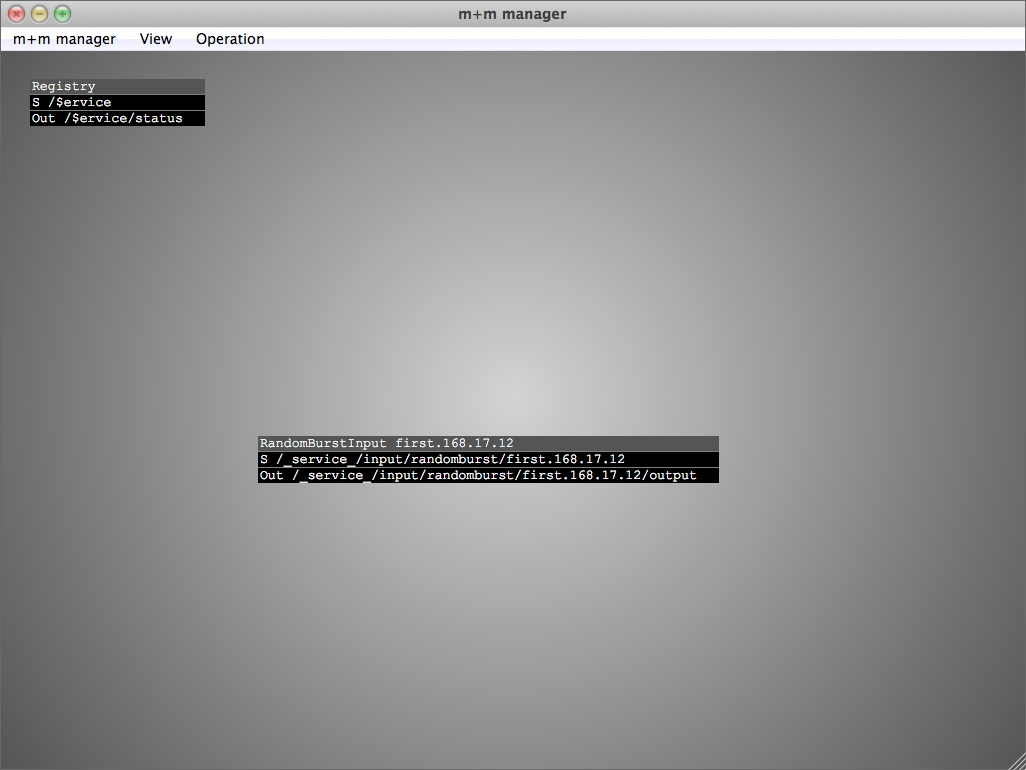 m+m manager
m+m manager View Operation
Registry
S /$ervice
Out /$ervice/status
RandomBurstInput first.168.17.12
S /_service_/input/randomburst/first.168.17.12
Out /_service_/input/randomburst/first.168.17.12/output